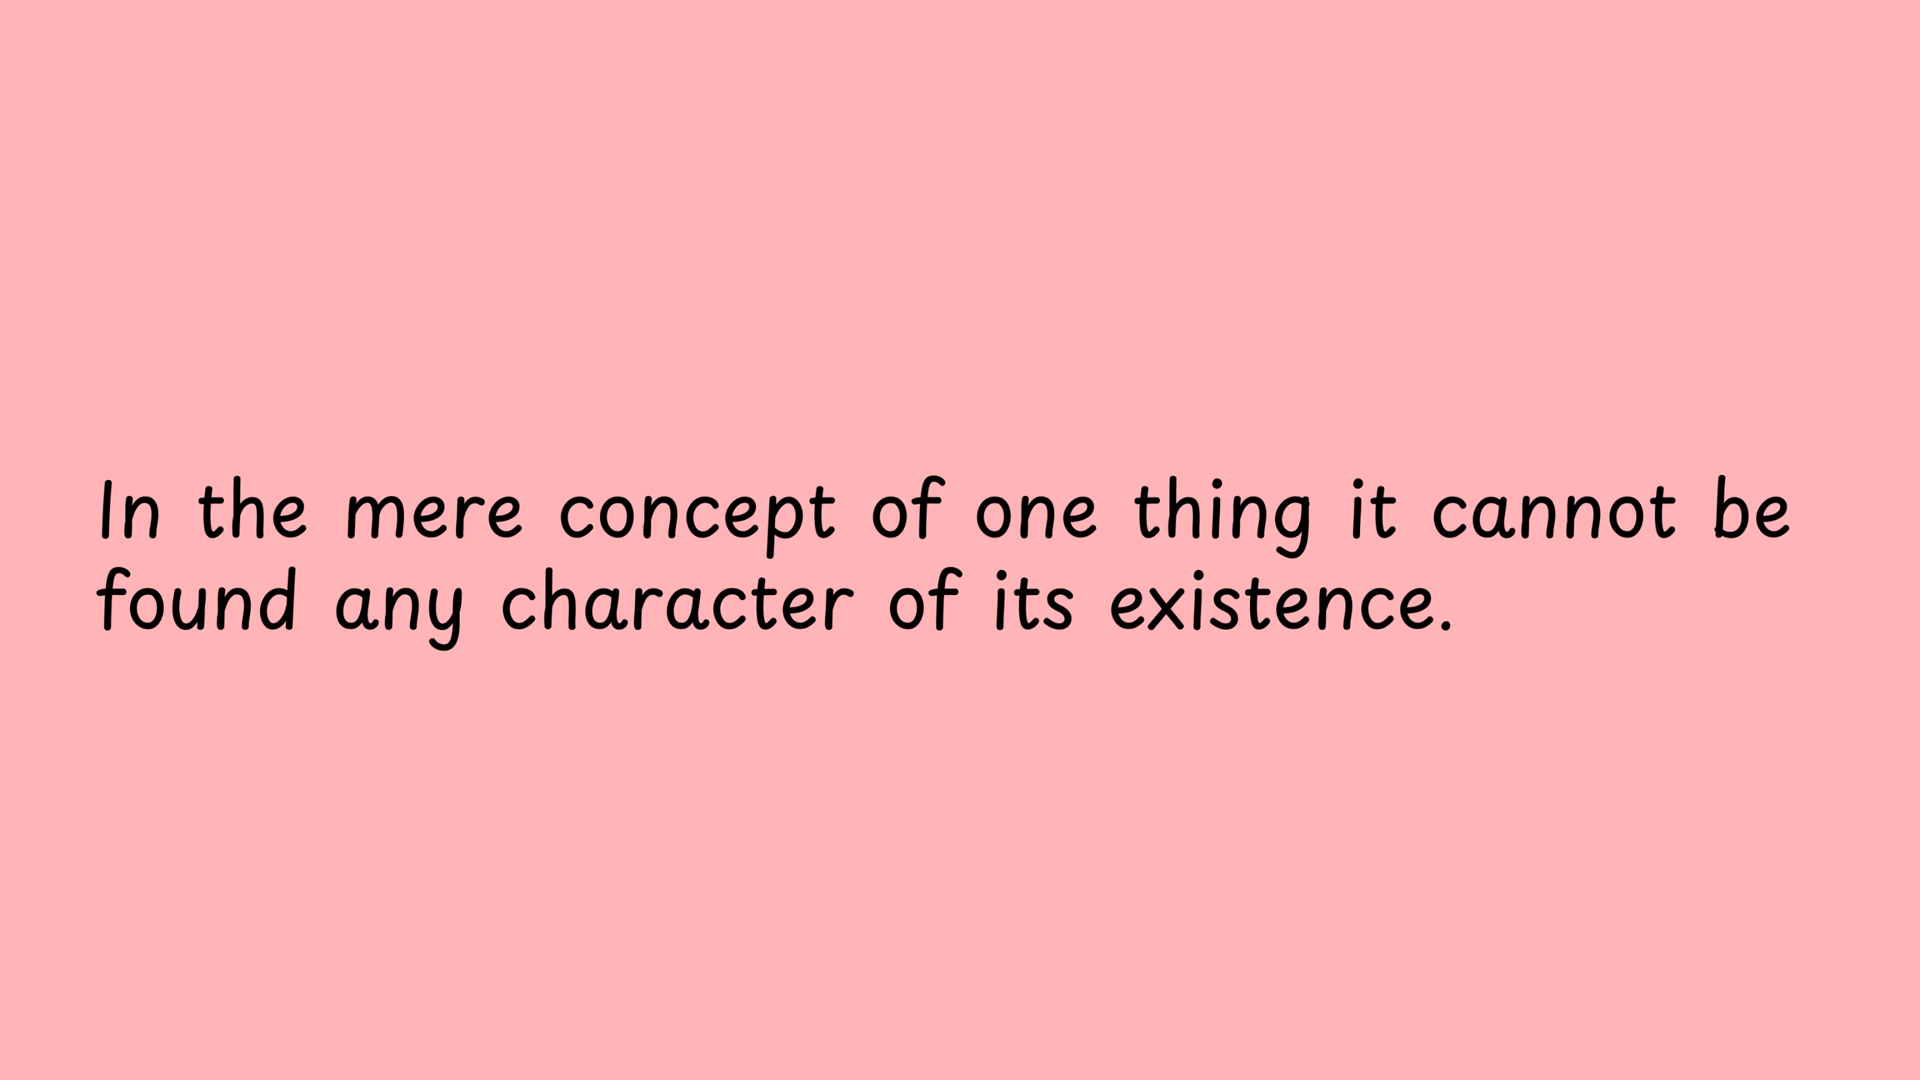 In the mere concept of one thing it cannot be
found any character of its existence.